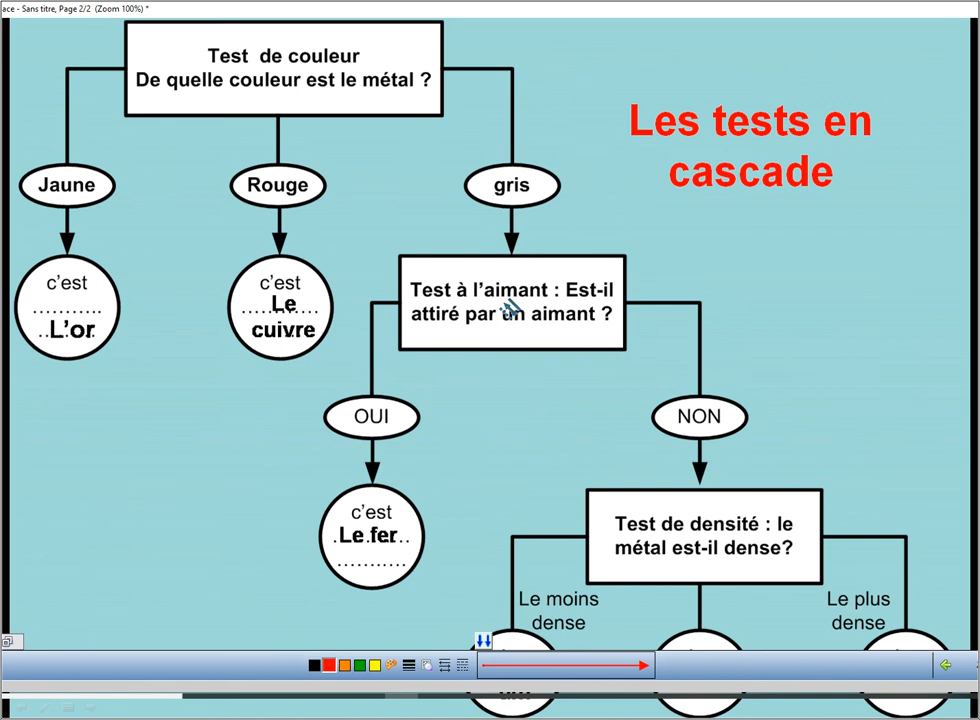 ace - Sans titre, Page 2/2 (Zoom 100%) *
Test de couleur
De quelle couleur est le métal ?
Les tests en
cascade
Jaune
Rouge
gris
c'est
...........
L'or
c'est
Le
cuivre
Test à l'aimant : Est-il
attiré par un aimant ?
OUI
NON
c'est
Le fer
...........
Test de densité : le
métal est-il dense?
Le moins
dense
Le plus
dense